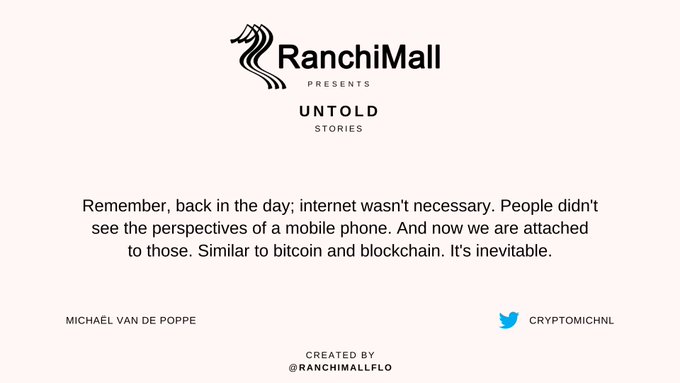 RanchiMall
PRESENTS
UNTOLD
STORIES
Remember, back in the day; internet wasn't necessary. People didn't
see the perspectives of a mobile phone. And now we are attached
to those. Similar to bitcoin and blockchain. It's inevitable.
MICHAËL VAN DE POPPE
CRYPTOMICHNL
CREATED BY
@RANCHIMALLFLO